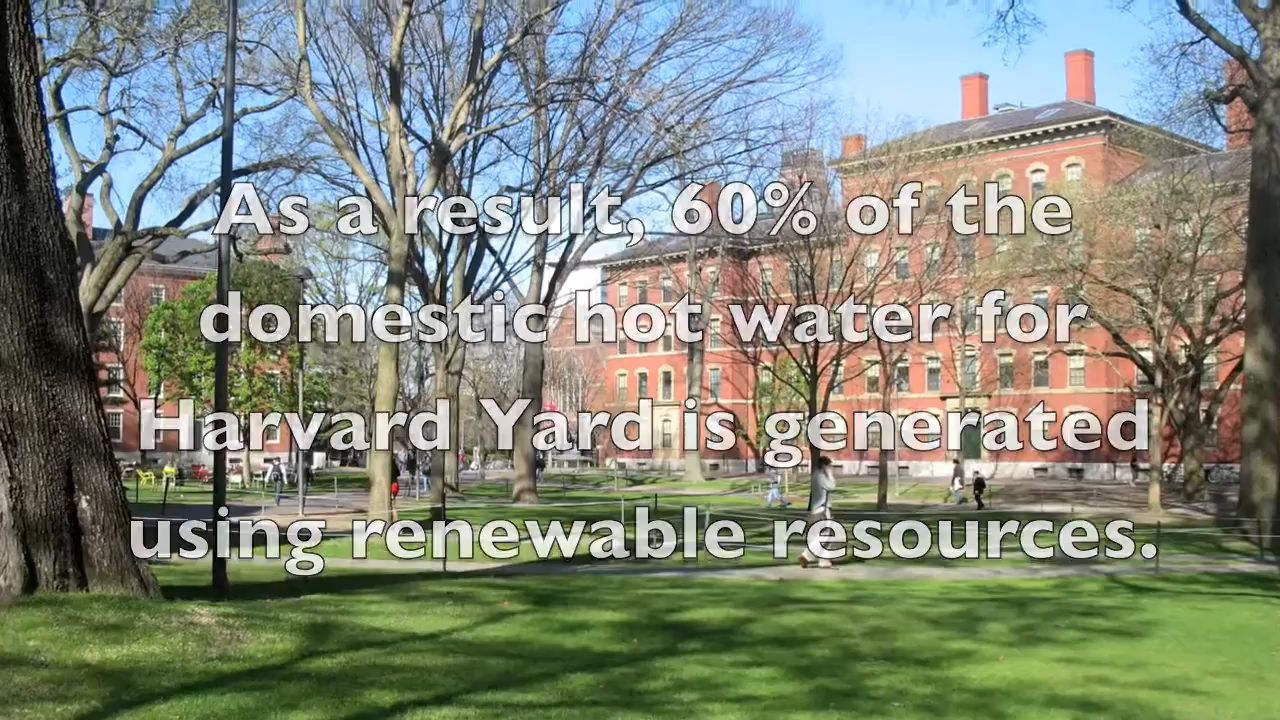 As a result, 60% of the
domestic hot water for
Harvard Yard is generated
using renewable resources.